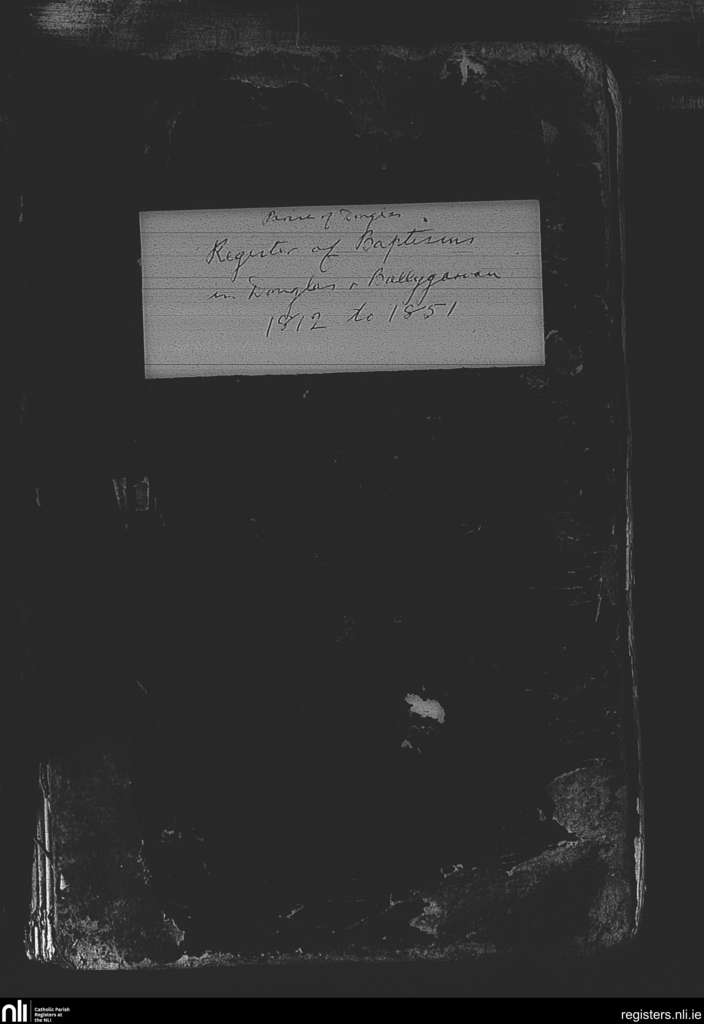 Parish of Douglas.
Register of Baptisms
in Douglas & Ballygarvan
1812 to 1851
nli
Catholic Parish
Registers at
the NLI
registers.nli.ie